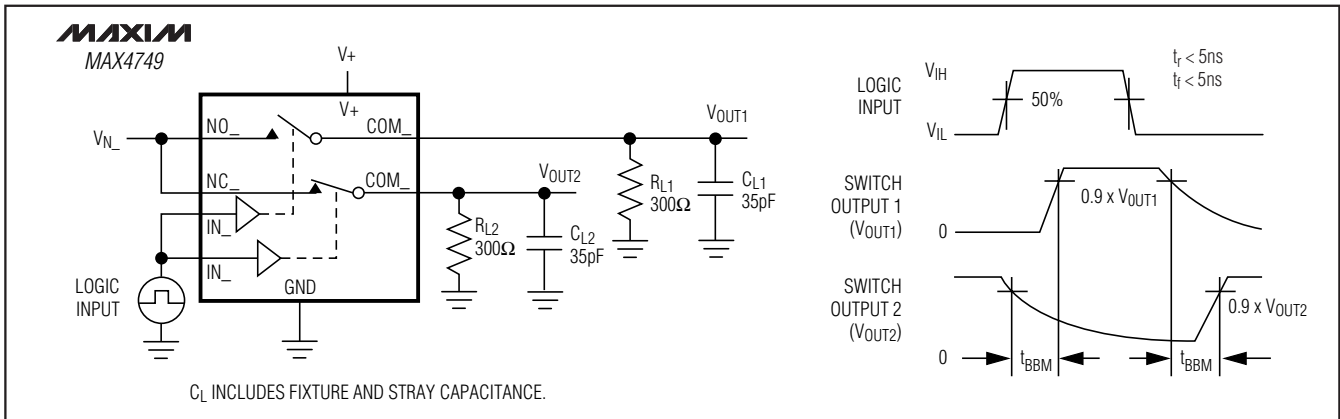 MAXIM
MAX4749
V+
V+
V_N_
NO_
COM_
V_OUT1
NC_
COM_
V_OUT2
IN_
IN_
R_L1
300Ω
C_L1
35pF
R_L2
300Ω
C_L2
35pF
GND
LOGIC
INPUT
C_L INCLUDES FIXTURE AND STRAY CAPACITANCE.
LOGIC
INPUT
V_IH
V_IL
50%
t_r < 5ns
t_f < 5ns
SWITCH
OUTPUT 1
(V_OUT1)
0
0.9 x V_OUT1
SWITCH
OUTPUT 2
(V_OUT2)
0
0.9 x V_OUT2
t_BBM
t_BBM